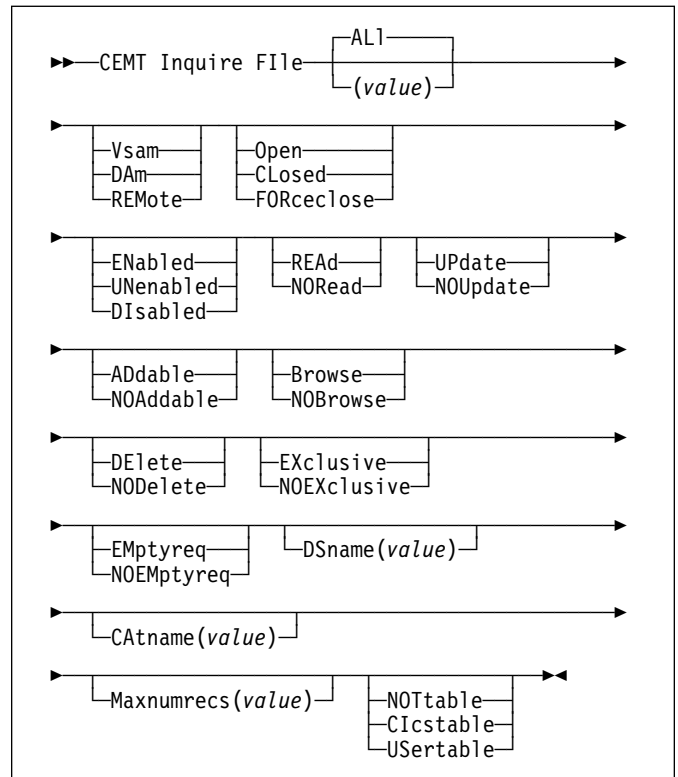 ALl
CEMT Inquire FIle
(value)
Vsam Open
DAm CLosed
REMote FORceclose
ENabled REAd UPdate
UNenabled NORead NOUpdate
DIsabled
ADdable Browse
NOAddable NOBrowse
DElete EXclusive
NODelete NOEXclusive
EMptyreq DSname(value)
NOEMptyreq
CAtname(value)
Maxnumrecs(value) NOTtable
CIcstable
USertable